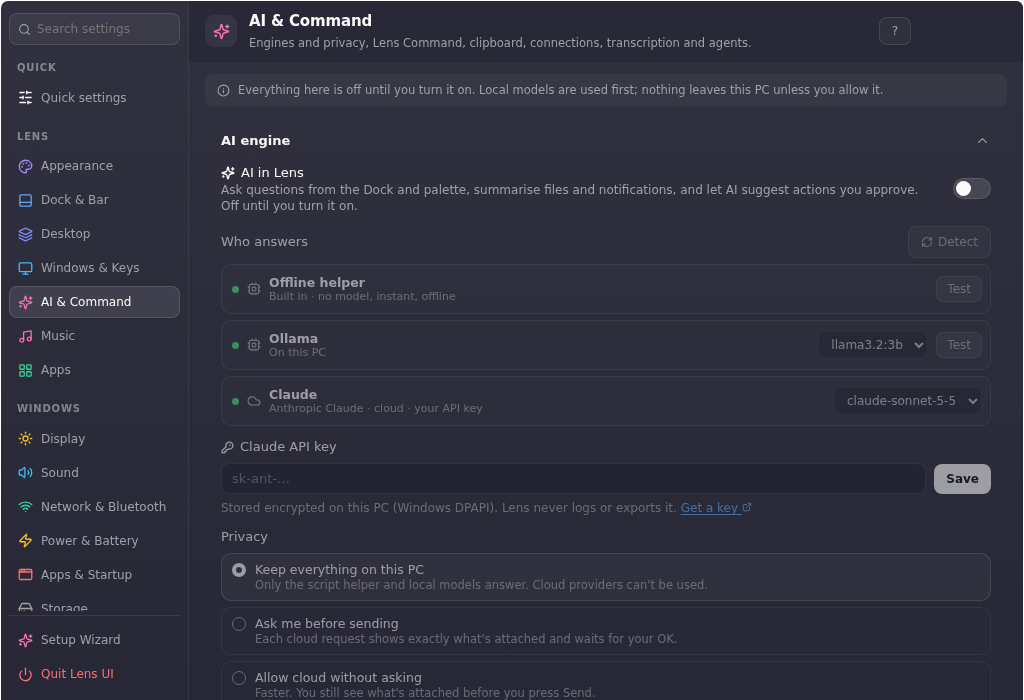 Search settings
QUICK
Quick settings
LENS
Appearance
Dock & Bar
Desktop
Windows & Keys
AI & Command
Music
Apps
WINDOWS
Display
Sound
Network & Bluetooth
Power & Battery
Apps & Startup
Storage
Setup Wizard
Quit Lens UI
AI & Command
Engines and privacy, Lens Command, clipboard, connections, transcription and agents.
?
Everything here is off until you turn it on. Local models are used first; nothing leaves this PC unless you allow it.
AI engine
AI in Lens
Ask questions from the Dock and palette, summarise files and notifications, and let AI suggest actions you approve.
Off until you turn it on.
Who answers
Detect
Offline helper
Built in · no model, instant, offline
Test
Ollama
On this PC
llama3.2:3b
Test
Claude
Anthropic Claude · cloud · your API key
claude-sonnet-5-5
Claude API key
sk-ant-...
Save
Stored encrypted on this PC (Windows DPAPI). Lens never logs or exports it. Get a key
Privacy
Keep everything on this PC
Only the script helper and local models answer. Cloud providers can't be used.
Ask me before sending
Each cloud request shows exactly what's attached and waits for your OK.
Allow cloud without asking
Faster. You still see what's attached before you press Send.